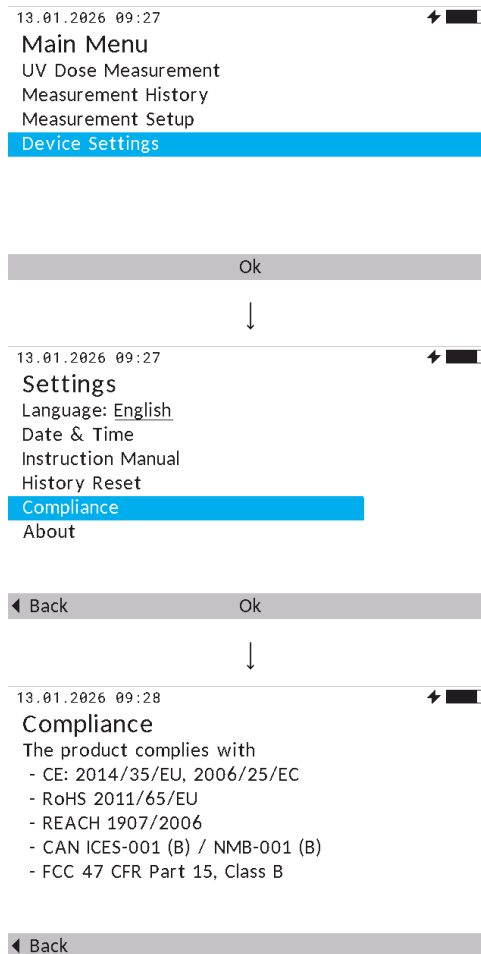 13.01.2026 09:27
Main Menu
UV Dose Measurement
Measurement History
Measurement Setup
Device Settings
Ok
↓
13.01.2026 09:27
Settings
Language: English
Date & Time
Instruction Manual
History Reset
Compliance
About
Back Ok
↓
13.01.2026 09:28
Compliance
The product complies with
- CE: 2014/35/EU, 2006/25/EC
- RoHS 2011/65/EU
- REACH 1907/2006
- CAN ICES-001 (B) / NMB-001 (B)
- FCC 47 CFR Part 15, Class B
Back